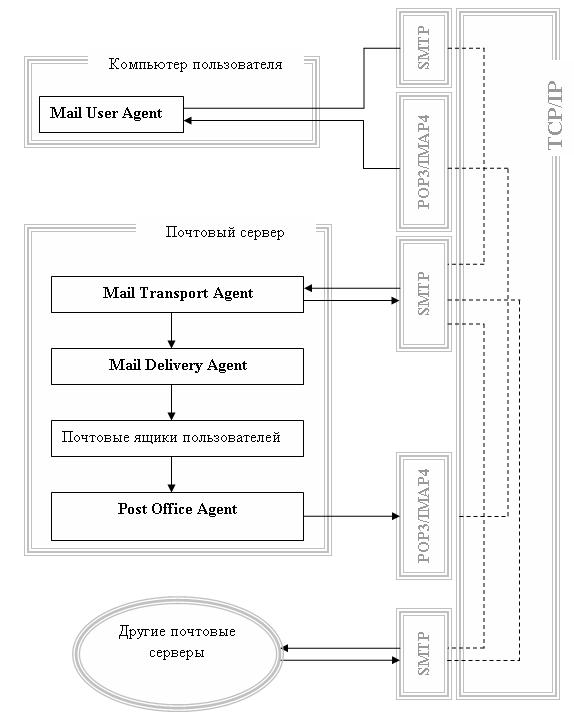 Компьютер пользователя
Mail User Agent
SMTP
POP3/IMAP4
TCP/IP
Почтовый сервер
Mail Transport Agent
SMTP
Mail Delivery Agent
Почтовые ящики пользователей
Post Office Agent
POP3/IMAP4
Другие почтовые
серверы
SMTP